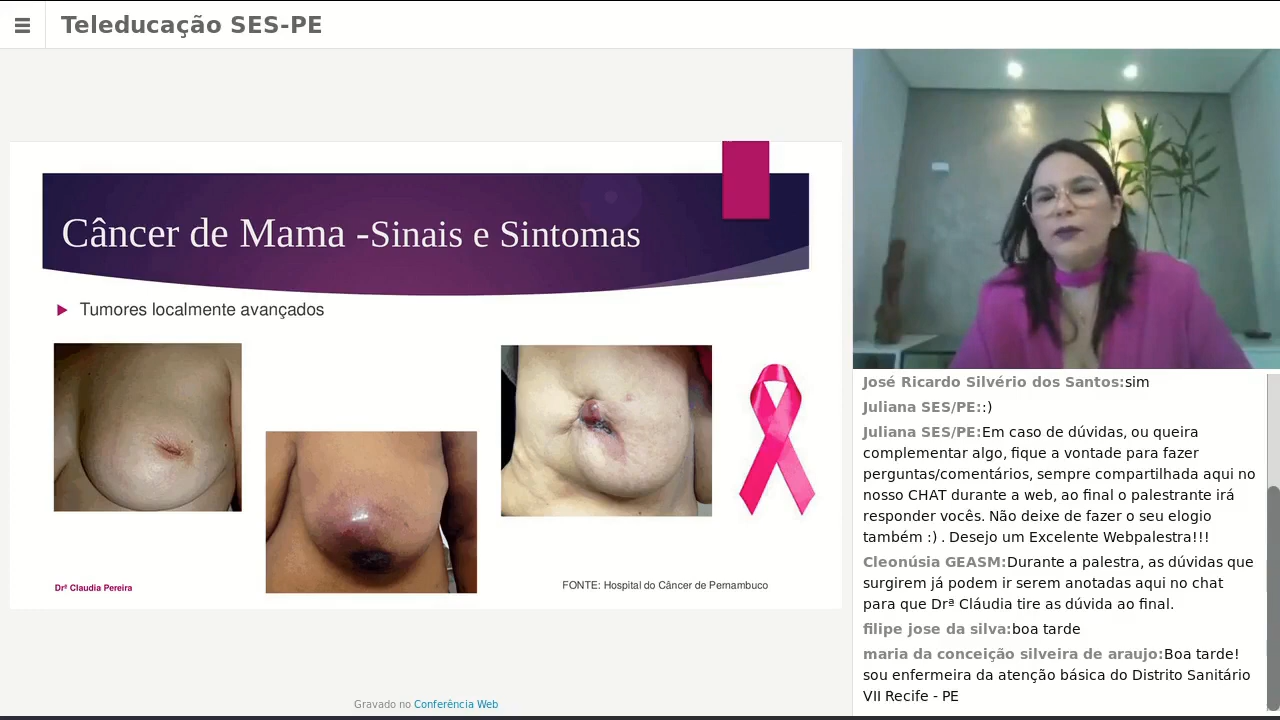 Teleducação SES-PE
Câncer de Mama -Sinais e Sintomas
Tumores localmente avançados
Drª Claudia Pereira
FONTE: Hospital do Câncer de Pernambuco
Gravado no Conferência Web
José Ricardo Silvério dos Santos:sim
Juliana SES/PE::)
Juliana SES/PE:Em caso de dúvidas, ou queira
complementar algo, fique a vontade para fazer
perguntas/comentários, sempre compartilhada aqui no
nosso CHAT durante a web, ao final o palestrante irá
responder vocês. Não deixe de fazer o seu elogio
também :) . Desejo um Excelente Webpalestra!!!
Cleonúsia GEASM:Durante a palestra, as dúvidas que
surgirem já podem ir serem anotadas aqui no chat
para que Drª Cláudia tire as dúvida ao final.
filipe jose da silva:boa tarde
maria da conceição silveira de araujo:Boa tarde!
sou enfermeira da atenção básica do Distrito Sanitário
VII Recife - PE